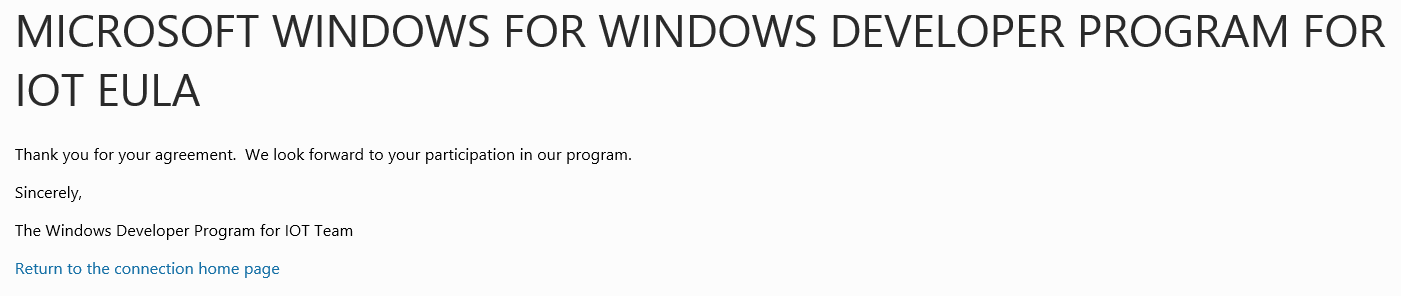 MICROSOFT WINDOWS FOR WINDOWS DEVELOPER PROGRAM FOR
IOT EULA
Thank you for your agreement.  We look forward to your participation in our program.
Sincerely,
The Windows Developer Program for IOT Team
Return to the connection home page